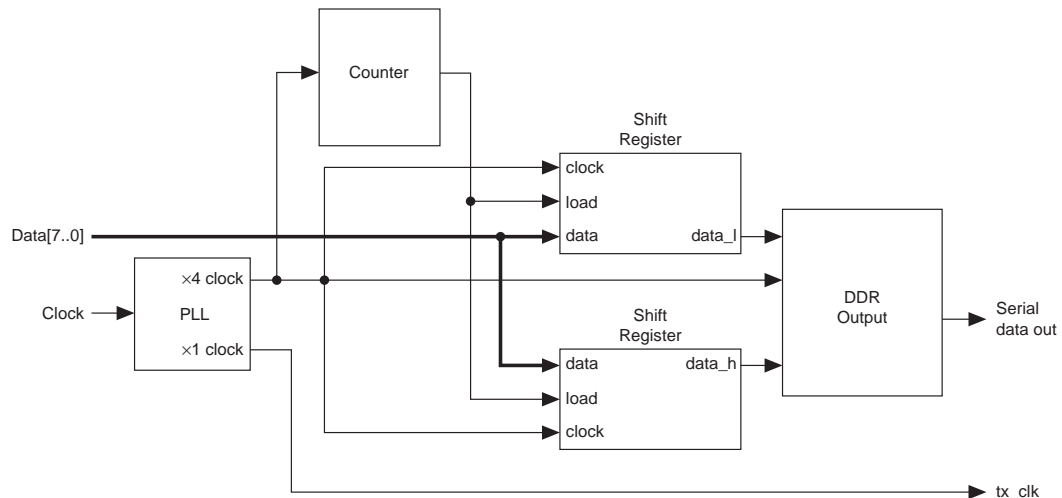 Counter
Shift
Register
clock
load
data
data_l
Data[7..0]
×4 clock
Clock
PLL
×1 clock
DDR
Output
Serial
data out
Shift
Register
data
data_h
load
clock
tx_clk